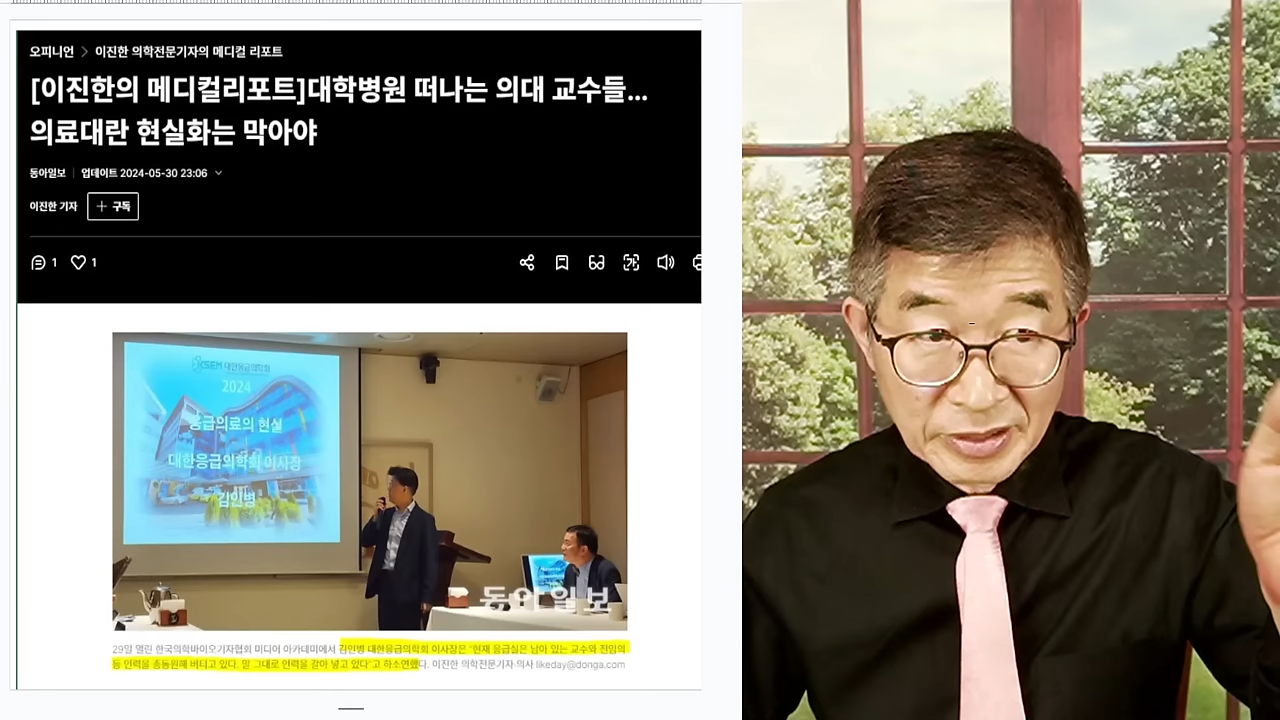 오피니언 > 이진한 의학전문기자의 메디컬 리포트
[이진한의 메디컬리포트]대학병원 떠나는 의대 교수들...
의료대란 현실화는 막아야
동아일보 | 업데이트 2024-05-30 23:06
이진한 기자 + 구독
1 1
KSEM 대한응급의학회
2024
응급의료의 현실
대한응급의학회 이사장
김인병
동아일보
29일 열린 한국의학바이오기자협회 미디어 아카데미에서 김인병 대한응급의학회 이사장은 "현재 응급실은 남아 있는 교수와 전임의
등 인력을 총동원해 버티고 있다. 말 그대로 인력을 갈아 넣고 있다"고 하소연했다. 이진한 의학전문기자·의사 likeday@donga.com